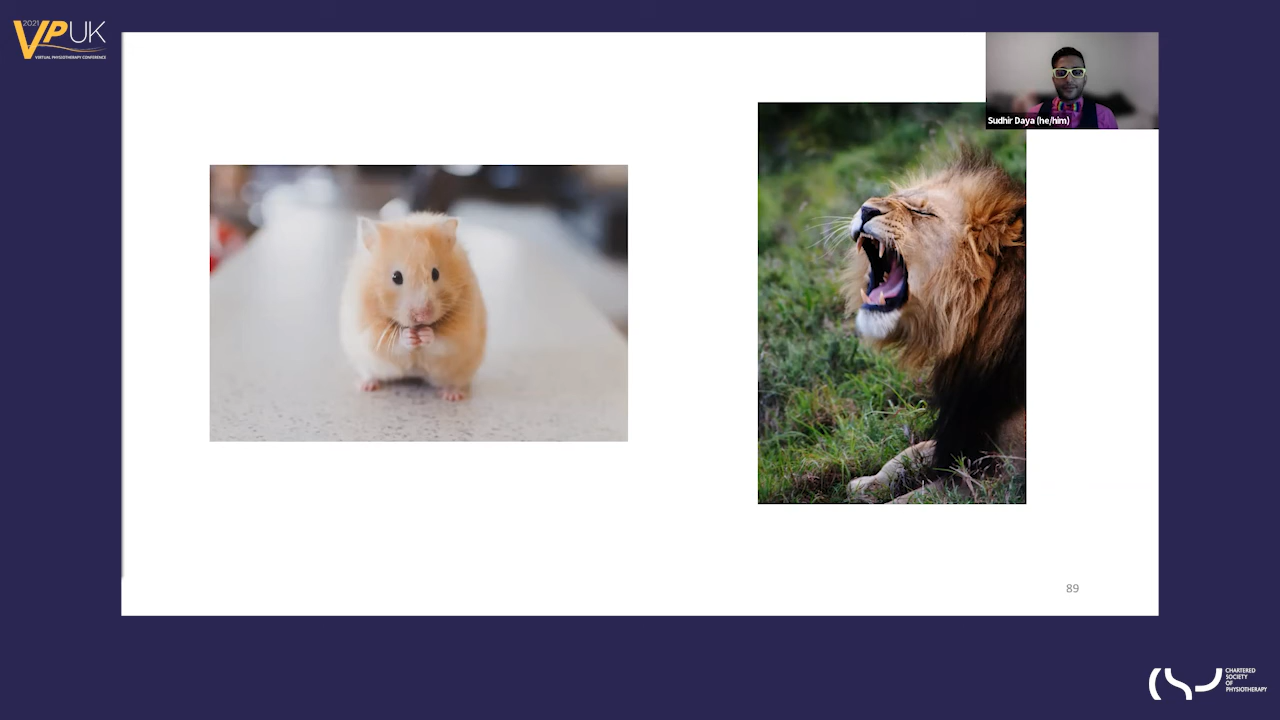 2021
VPUK
VIRTUAL PHYSIOTHERAPY CONFERENCE
Sudhir Daya (he/him)
89
CHARTERED
SOCIETY
OF
PHYSIOTHERAPY